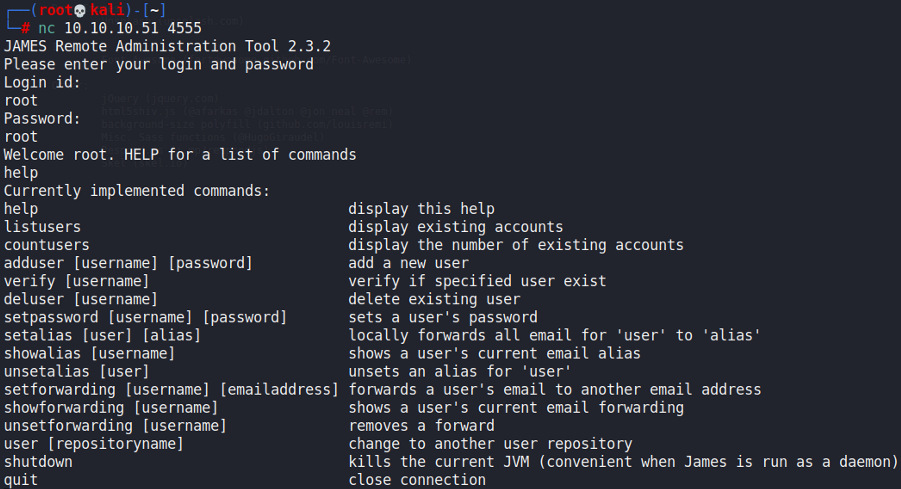 (root💀kali)-[~]
# nc 10.10.10.51 4555
JAMES Remote Administration Tool 2.3.2
Please enter your login and password
Login id:
root
Password:
root
Welcome root. HELP for a list of commands
help
Currently implemented commands:
help display this help
listusers display existing accounts
countusers display the number of existing accounts
adduser [username] [password] add a new user
verify [username] verify if specified user exist
deluser [username] delete existing user
setpassword [username] [password] sets a user's password
setalias [user] [alias] locally forwards all email for 'user' to 'alias'
showalias [username] shows a user's current email alias
unsetalias [user] unsets an alias for 'user'
setforwarding [username] [emailaddress] forwards a user's email to another email address
showforwarding [username] shows a user's current email forwarding
unsetforwarding [username] removes a forward
user [repositoryname] change to another user repository
shutdown kills the current JVM (convenient when James is run as a daemon)
quit close connection